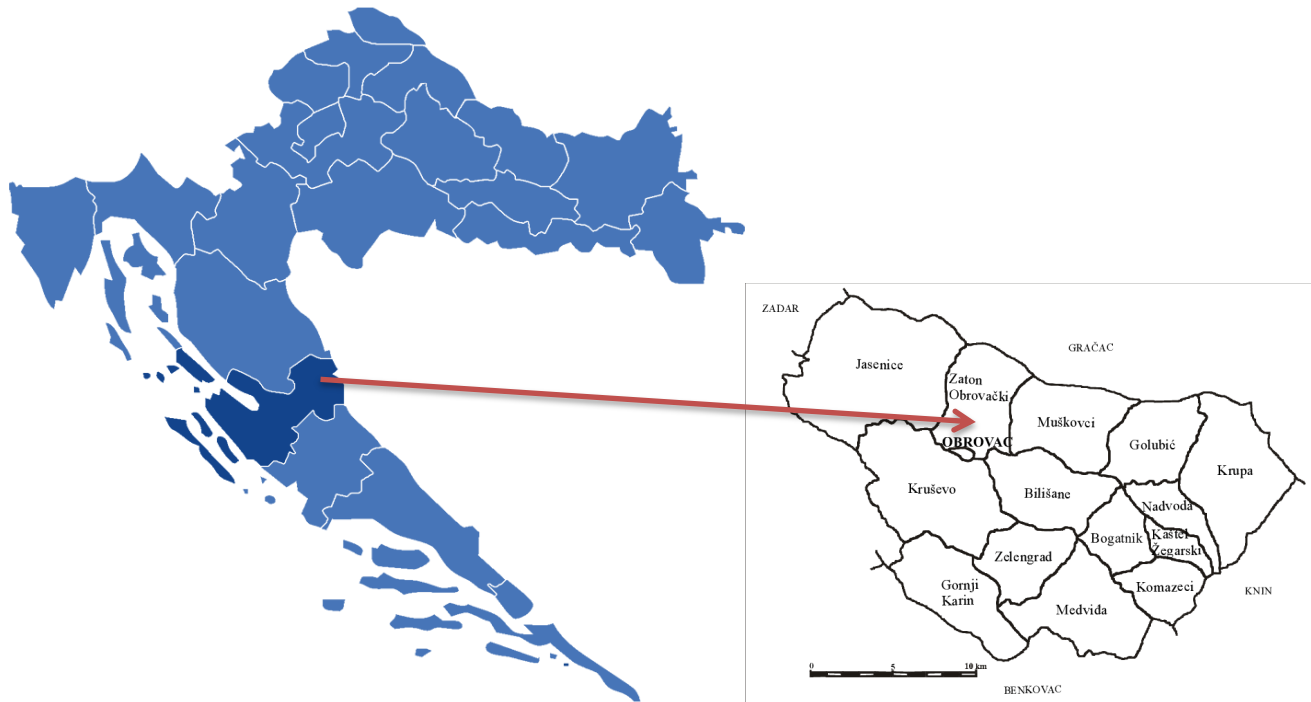 ZADAR
GRAČAC
Jasenice
Zaton
Obrovački
Muškovci
Golubić
OBROVAC
Krupa
Kruševo
Bilišane
Nadvoda
Bogatnik
Kaštel
Žegarski
Zelengrad
Gornji
Karin
Komazeci
KNIN
Medviđa
0 5 10 km
BENKOVAC